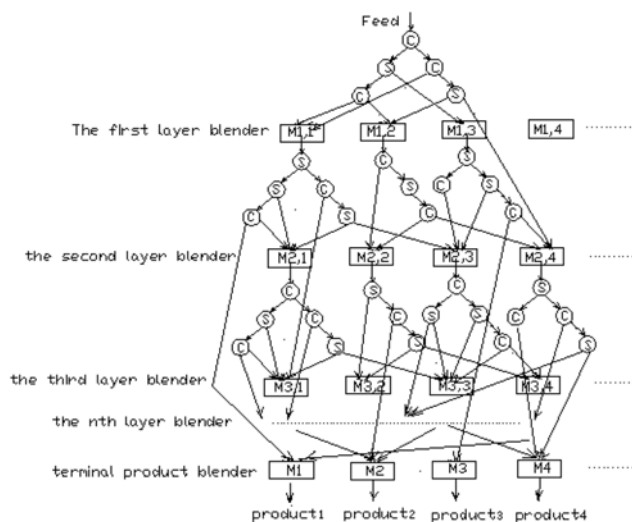 Feed
C
S C
C S
The first layer blender M1,1 M1,2 M1,3 M1,4
S C S
S C S C S
C S C C
the second layer blender M2,1 M2,2 M2,3 M2,4
C S C S
S C C S S C C
C S S C S
the third layer blender M3,1 M3,2 M3,3 M3,4
the nth layer blender
terminal product blender M1 M2 M3 M4
product1 product2 product3 product4